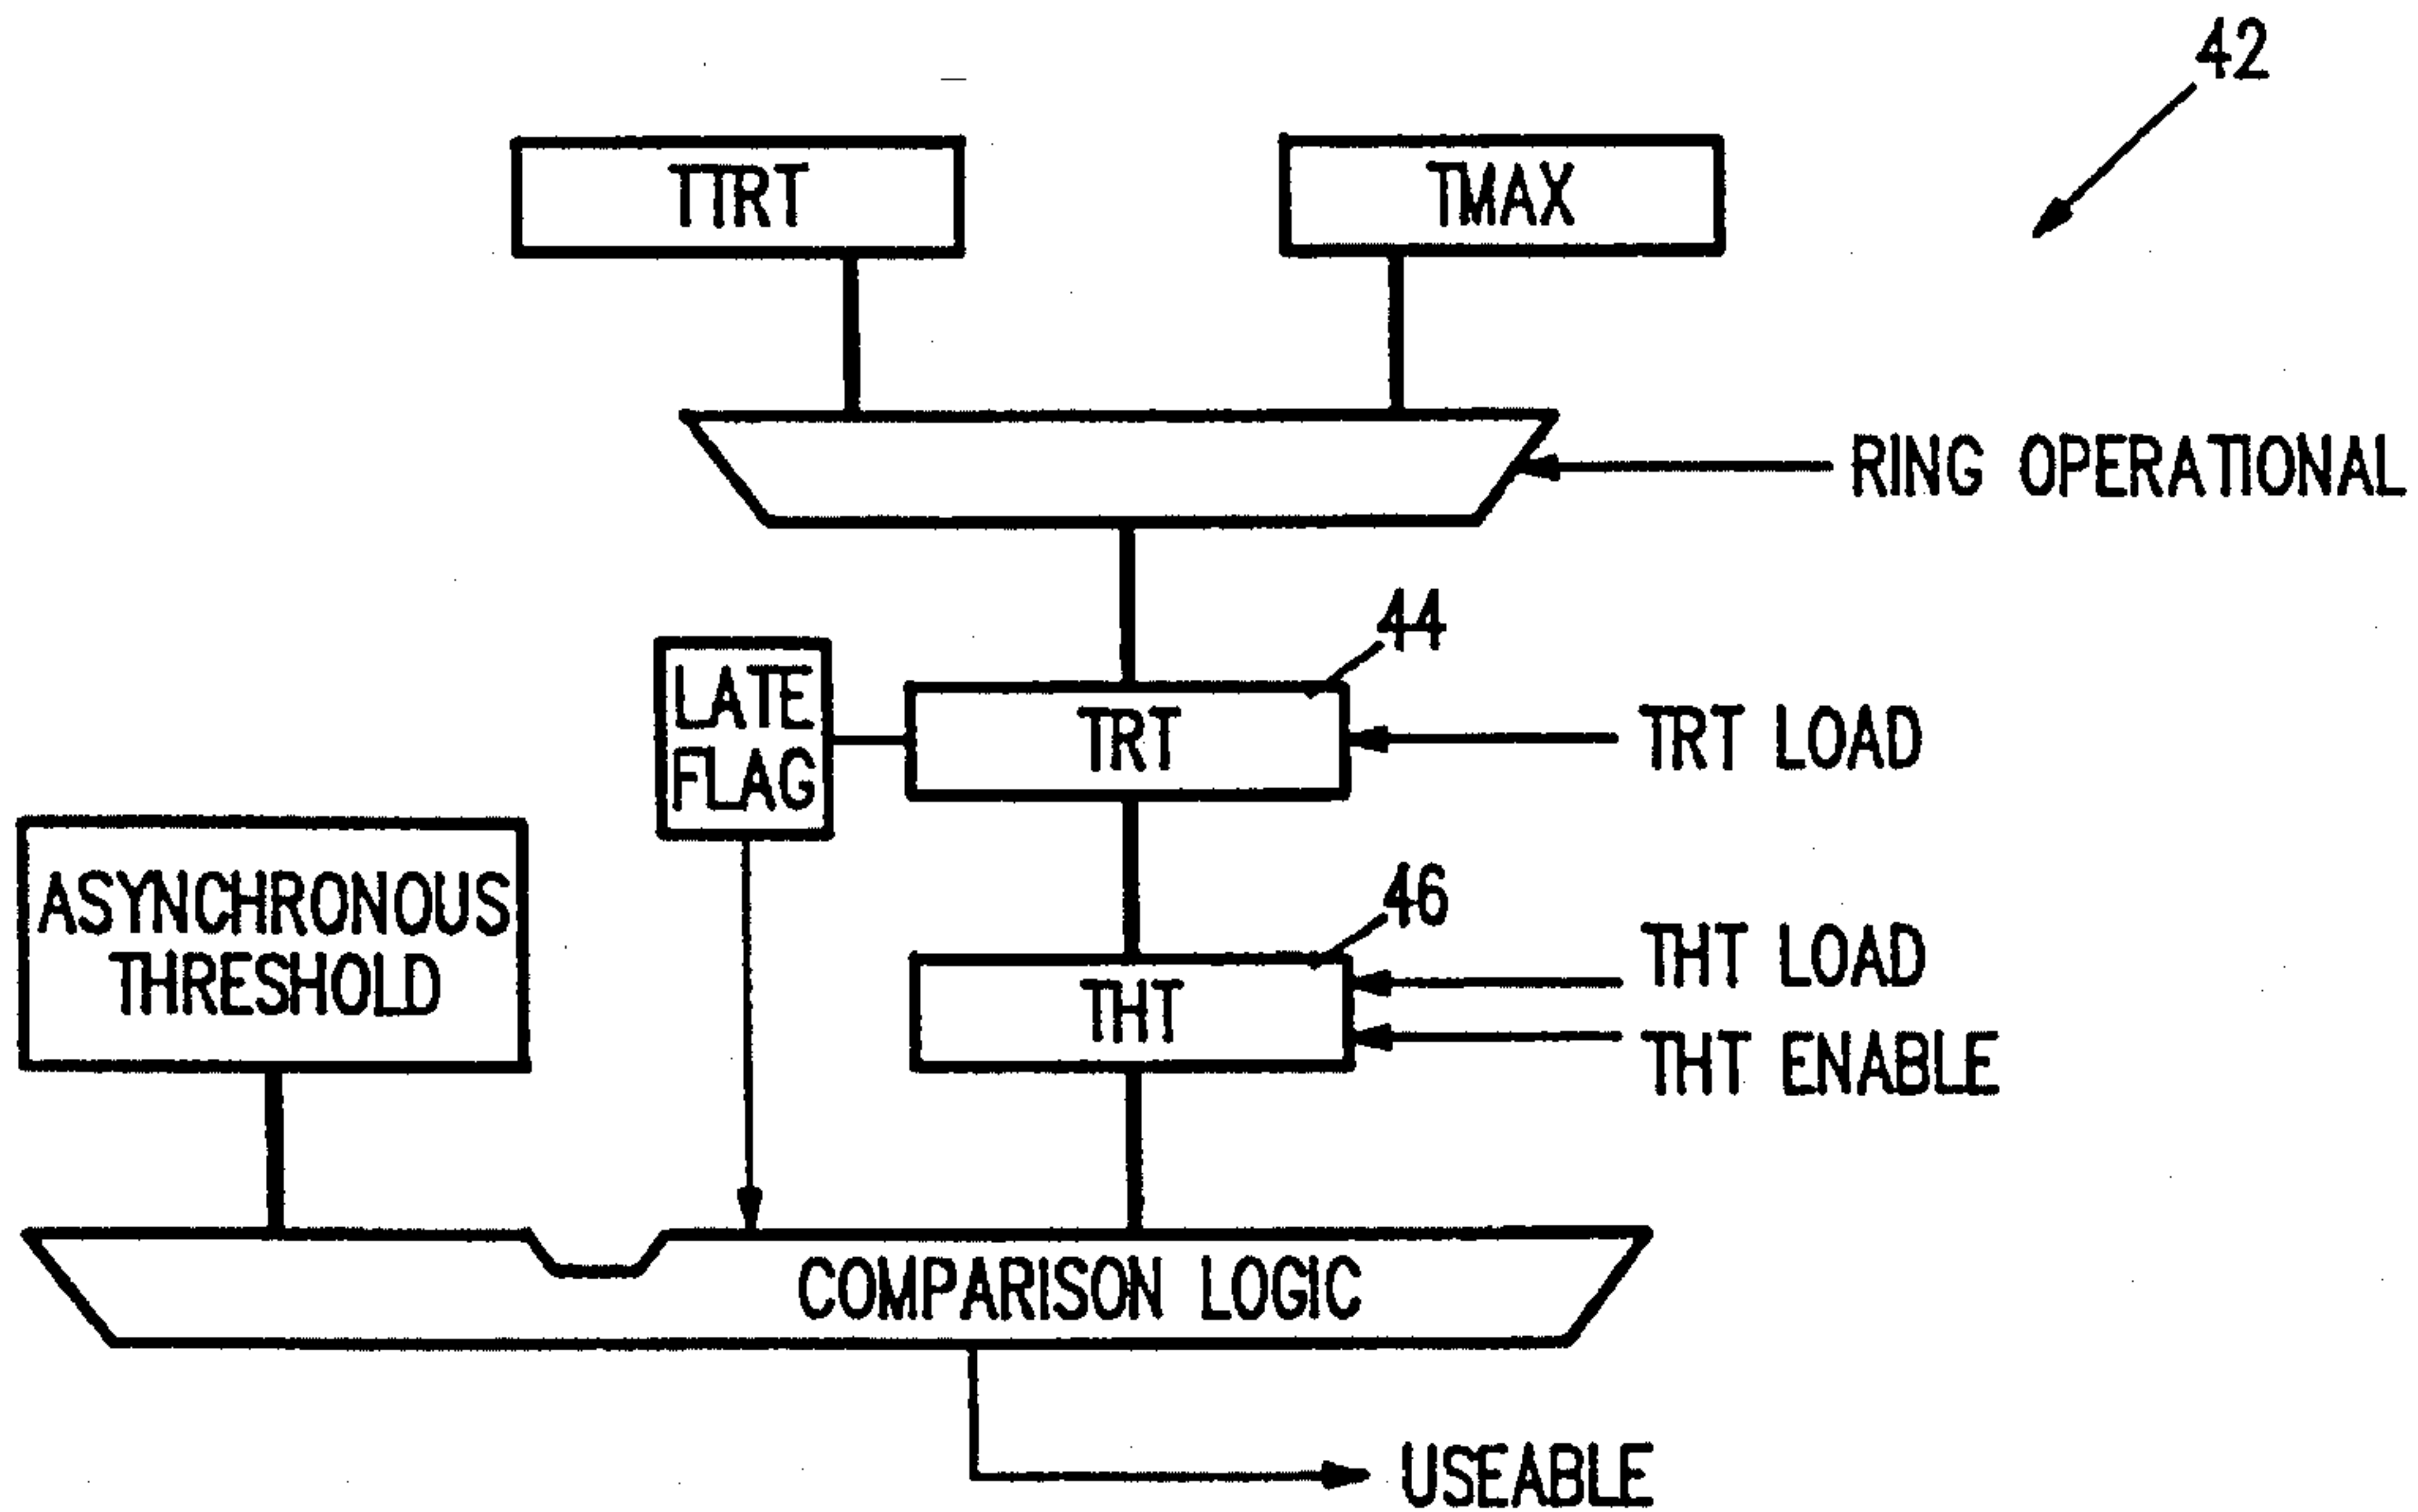 42
TTRT
TMAX
RING OPERATIONAL
44
LATE
FLAG
TRT
TRT LOAD
46
ASYNCHRONOUS
THRESHOLD
THT
THT LOAD
THT ENABLE
COMPARISON LOGIC
USEABLE